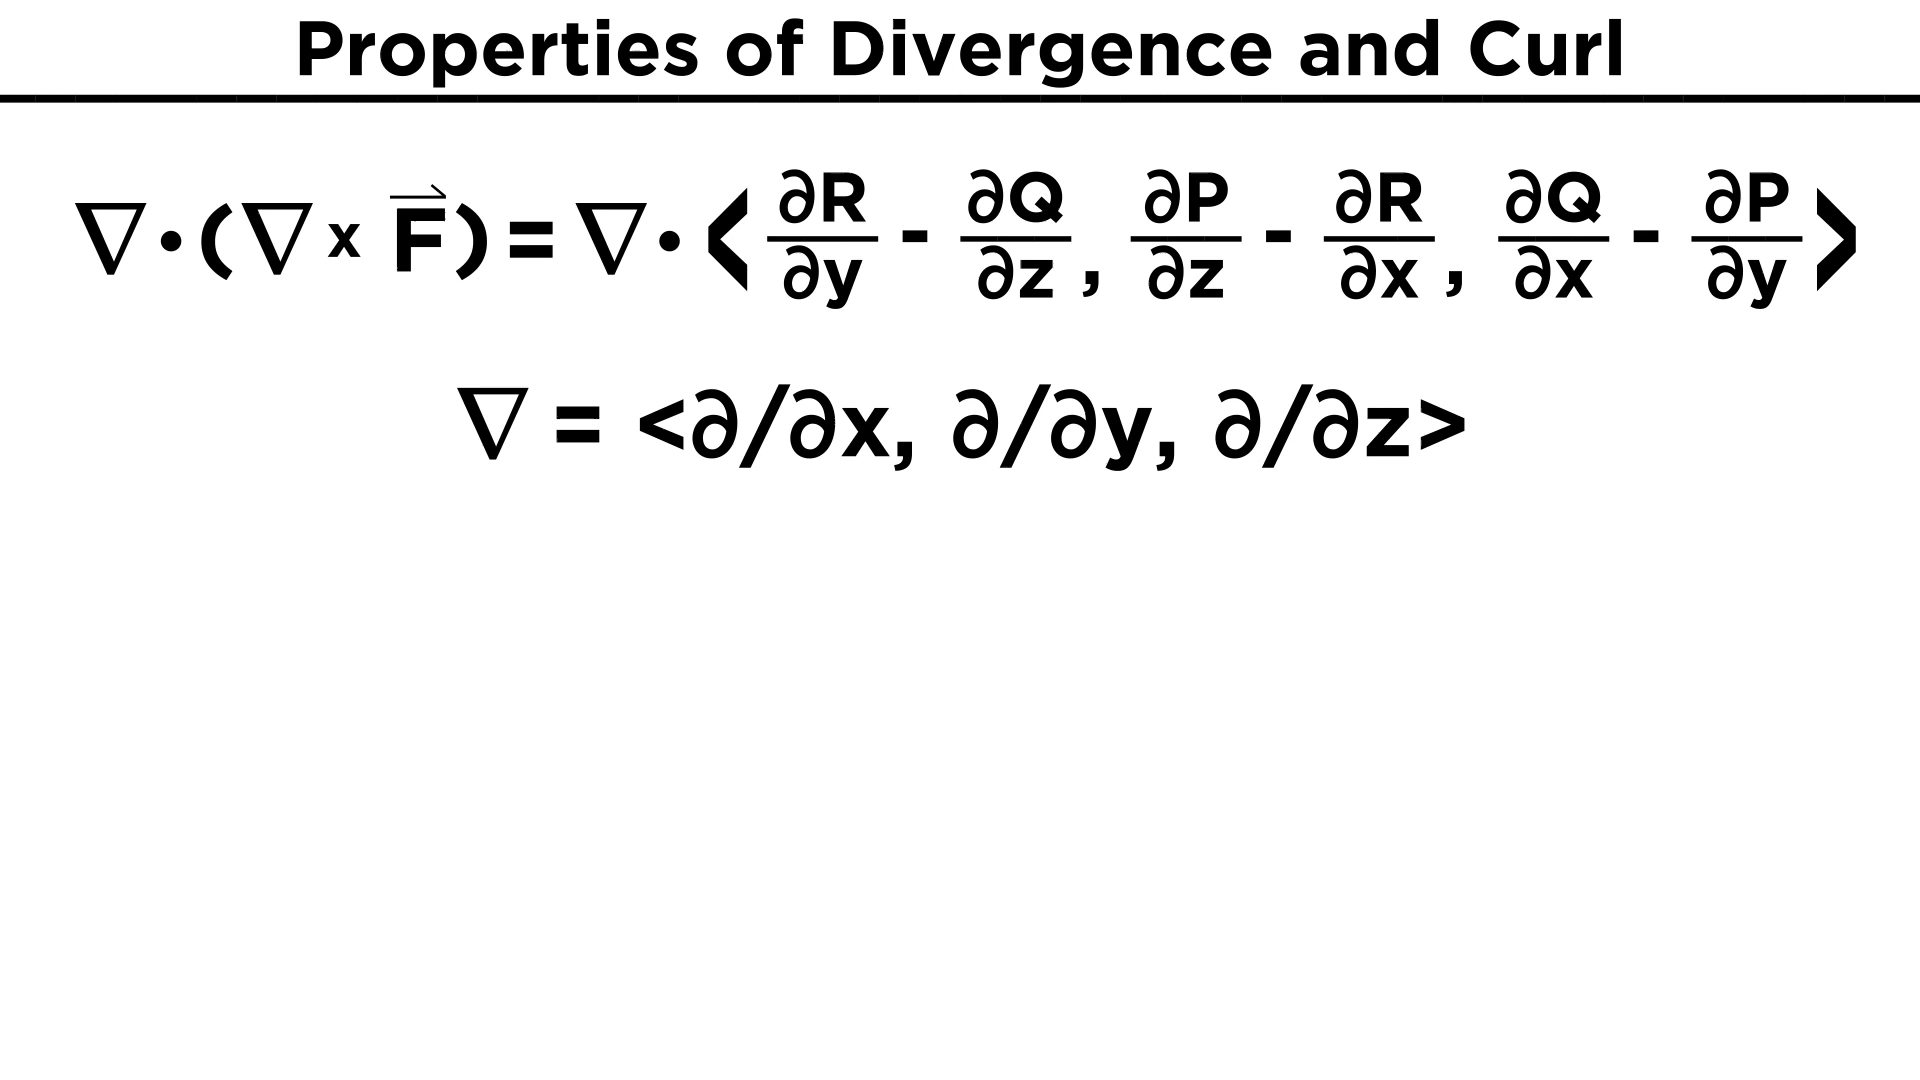 Properties of Divergence and Curl
∇ • (∇ x F⃗) = ∇ • <∂R/∂y - ∂Q/∂z, ∂P/∂z - ∂R/∂x, ∂Q/∂x - ∂P/∂y>
∇ = <∂/∂x, ∂/∂y, ∂/∂z>